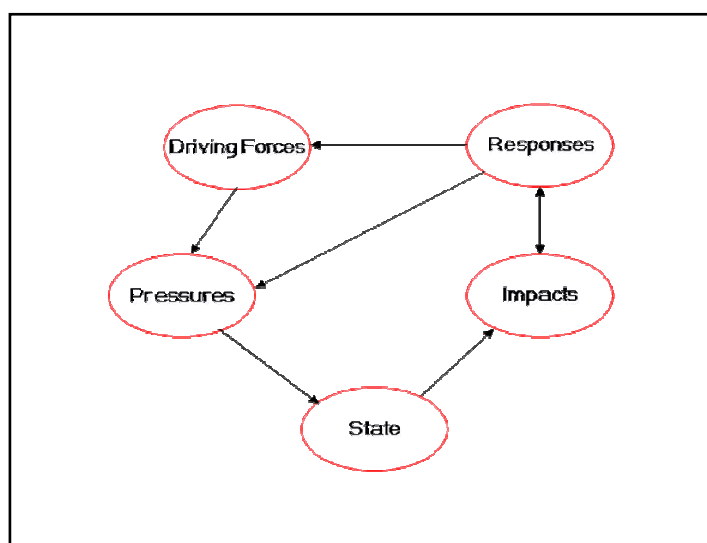 Driving Forces
Responses
Pressures
Impacts
State